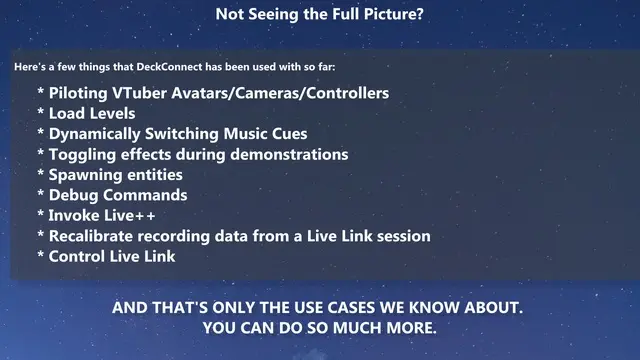 Not Seeing the Full Picture?
Here's a few things that DeckConnect has been used with so far:
* Piloting VTuber Avatars/Cameras/Controllers
* Load Levels
* Dynamically Switching Music Cues
* Toggling effects during demonstrations
* Spawning entities
* Debug Commands
* Invoke Live++
* Recalibrate recording data from a Live Link session
* Control Live Link
AND THAT'S ONLY THE USE CASES WE KNOW ABOUT.
YOU CAN DO SO MUCH MORE.